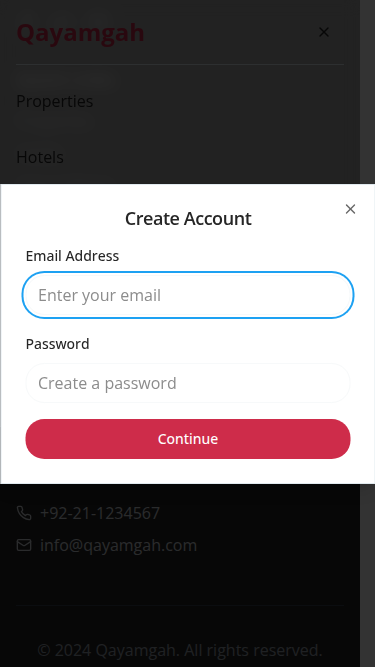 Qayamgah
Properties
Hotels
Create Account
Email Address
Enter your email
Password
Create a password
Continue
+92-21-1234567
info@qayamgah.com
© 2024 Qayamgah. All rights reserved.